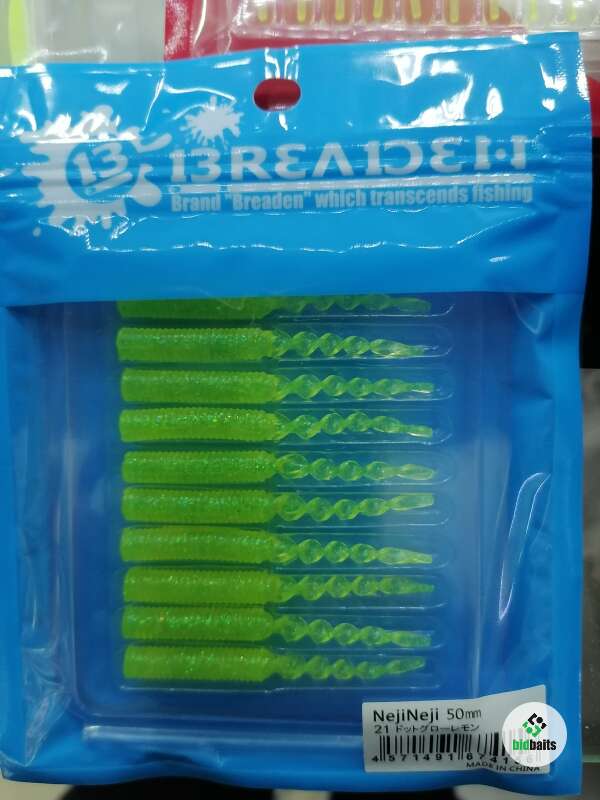 13
BREADEN
Brand "Breaden" which transcends fishing
NejiNeji 50mm
21 ドットグローレモン
bidbaits
MADE IN CHINA